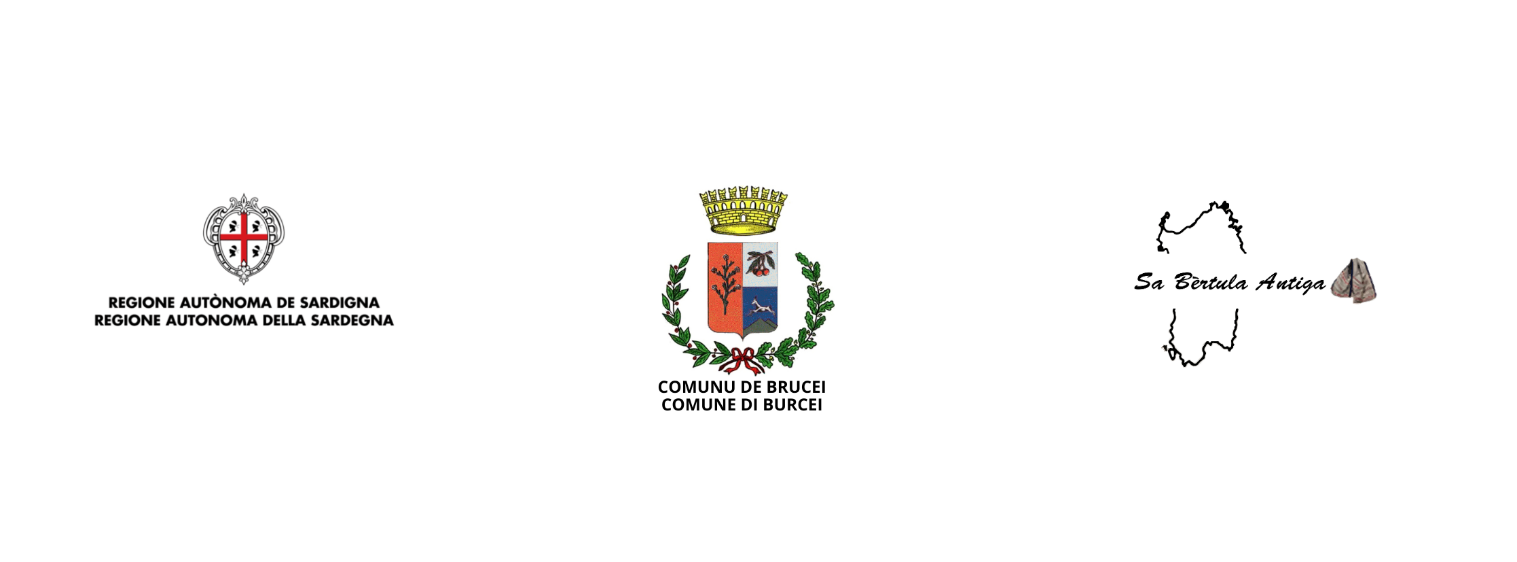 REGIONE AUTÒNOMA DE SARDIGNA
REGIONE AUTONOMA DELLA SARDEGNA
COMUNU DE BRUCEI
COMUNE DI BURCEI
Sa Bèrtula Antiga